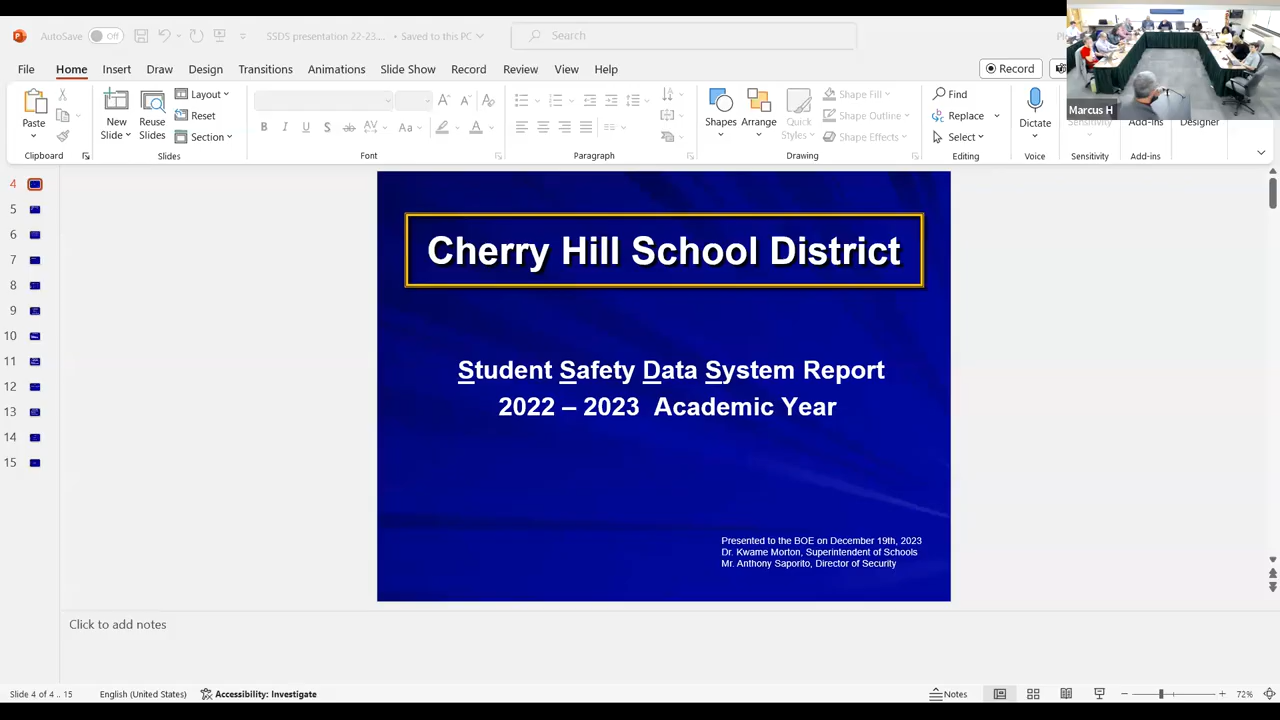 AutoSave Off
SSDS presentation 22-23... • Saved to th
Search
File Home Insert Draw Design Transitions Animations Slide Show Record Review View Help
Record
Marcus H
Paste
New
Slide
Reuse
Slides
Layout
Reset
Section
Shapes
Arrange
Quick
Styles
Shape Fill
Shape Outline
Shape Effects
Find
Replace
Select
Dictate
Sensitivity
Add-ins
Designer
Clipboard Slides Font Paragraph Drawing Editing Voice Sensitivity Add-ins
4
5
6
7
8
9
10
11
12
13
14
15
Cherry Hill School District
Student Safety Data System Report
2022 – 2023 Academic Year
Presented to the BOE on December 19th, 2023
Dr. Kwame Morton, Superintendent of Schools
Mr. Anthony Saporito, Director of Security
Click to add notes
Slide 4 of 4 .. 15 English (United States) Accessibility: Investigate Notes 72%